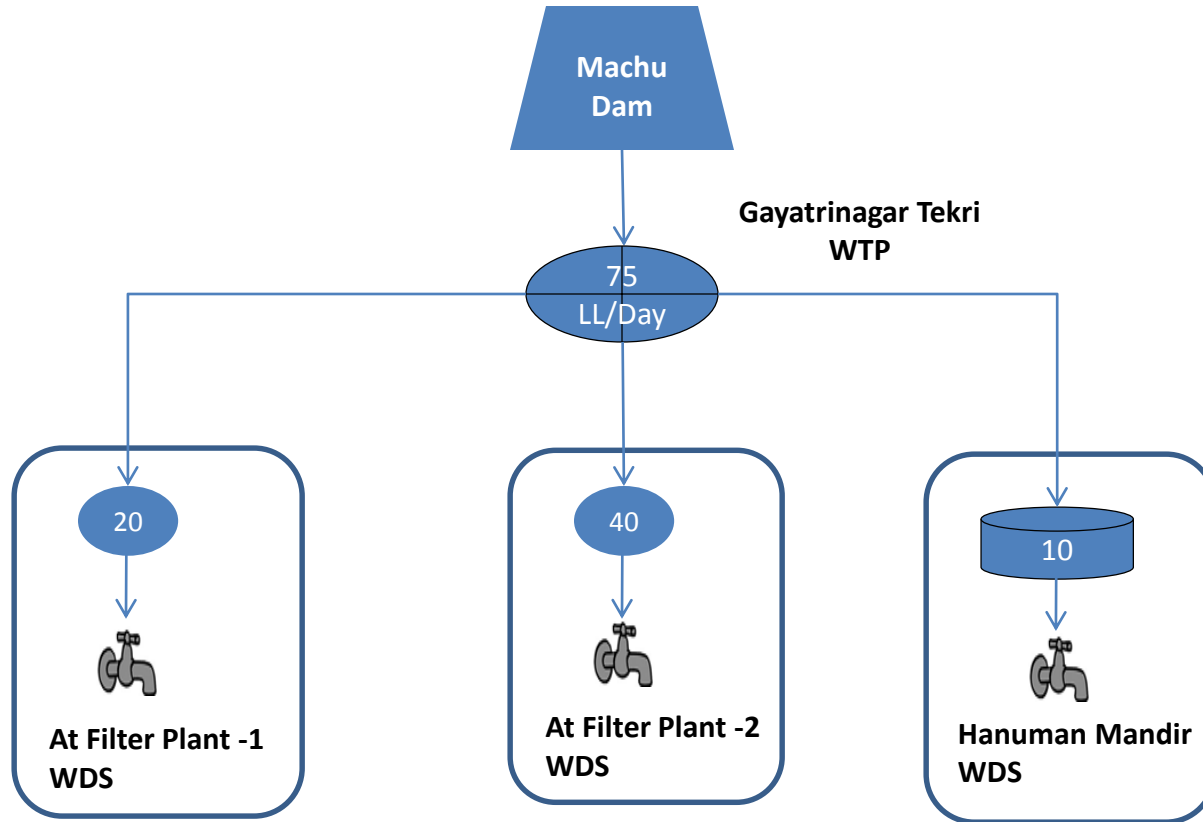 Machu
Dam
Gayatrinagar Tekri
WTP
75
LL/Day
20
40
10
At Filter Plant -1
WDS
At Filter Plant -2
WDS
Hanuman Mandir
WDS